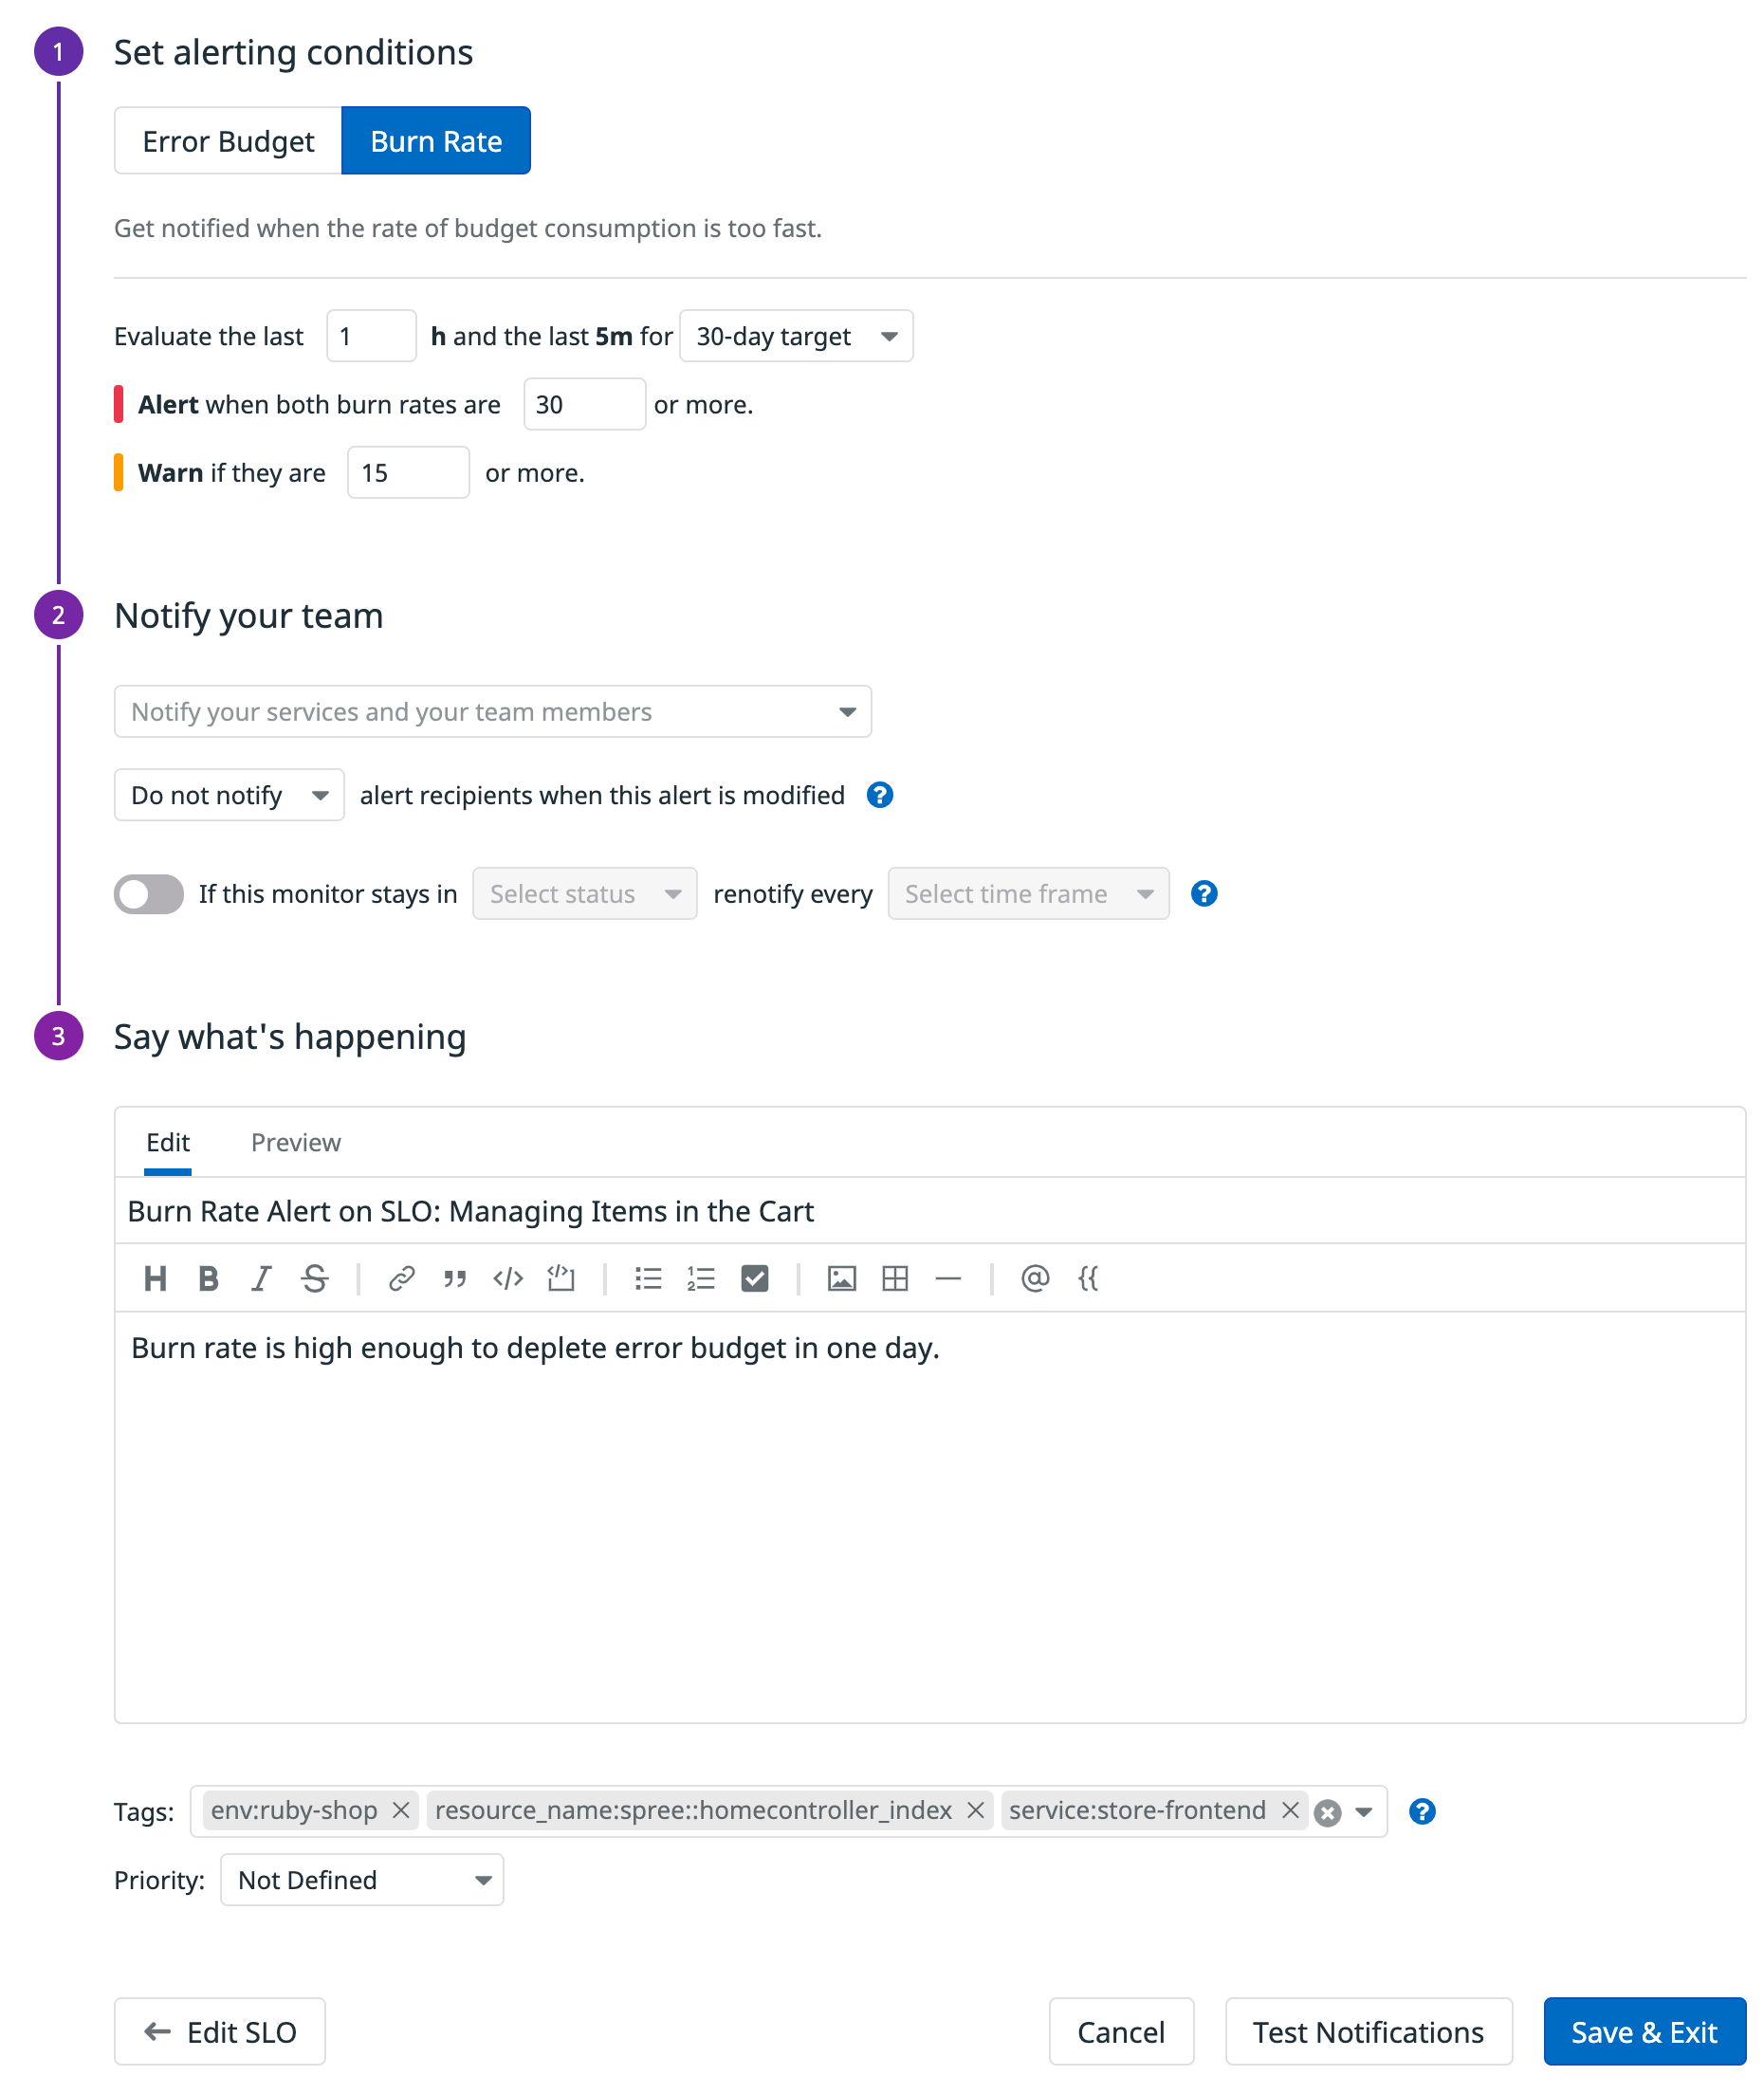 1 Set alerting conditions
Error Budget Burn Rate
Get notified when the rate of budget consumption is too fast.
Evaluate the last 1 h and the last 5m for 30-day target
Alert when both burn rates are 30 or more.
Warn if they are 15 or more.
2 Notify your team
Notify your services and your team members
Do not notify alert recipients when this alert is modified ?
If this monitor stays in Select status renotify every Select time frame ?
3 Say what's happening
Edit Preview
Burn Rate Alert on SLO: Managing Items in the Cart
H B I S </> @ {{
Burn rate is high enough to deplete error budget in one day.
Tags: env:ruby-shop resource_name:spree::homecontroller_index service:store-frontend ?
Priority: Not Defined
Edit SLO Cancel Test Notifications Save & Exit